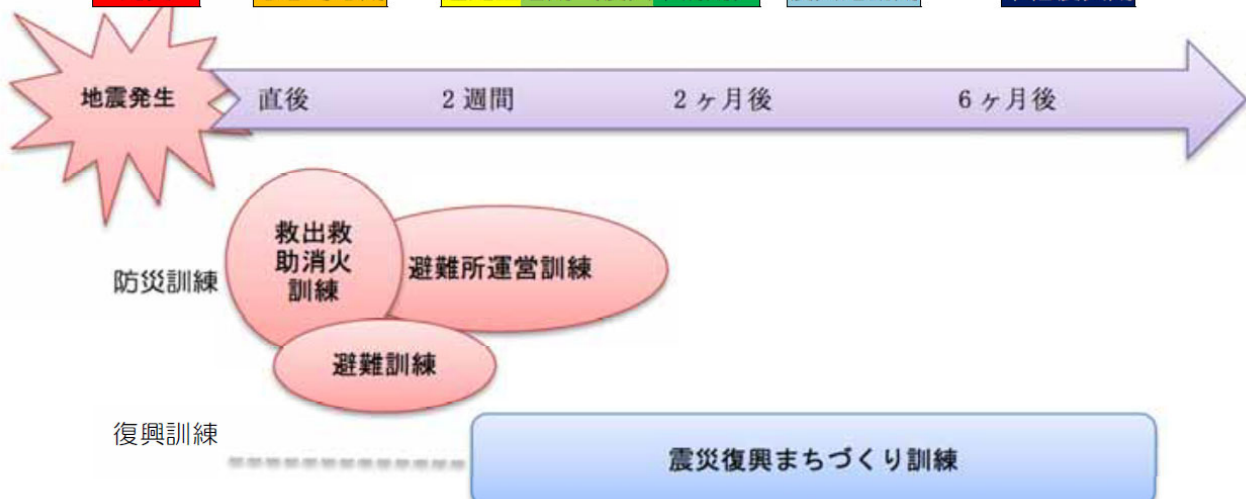 地震発生
直後
2週間
2ヶ月後
6ヶ月後
救出救
助消火
訓練
避難所運営訓練
防災訓練
避難訓練
復興訓練
震災復興まちづくり訓練